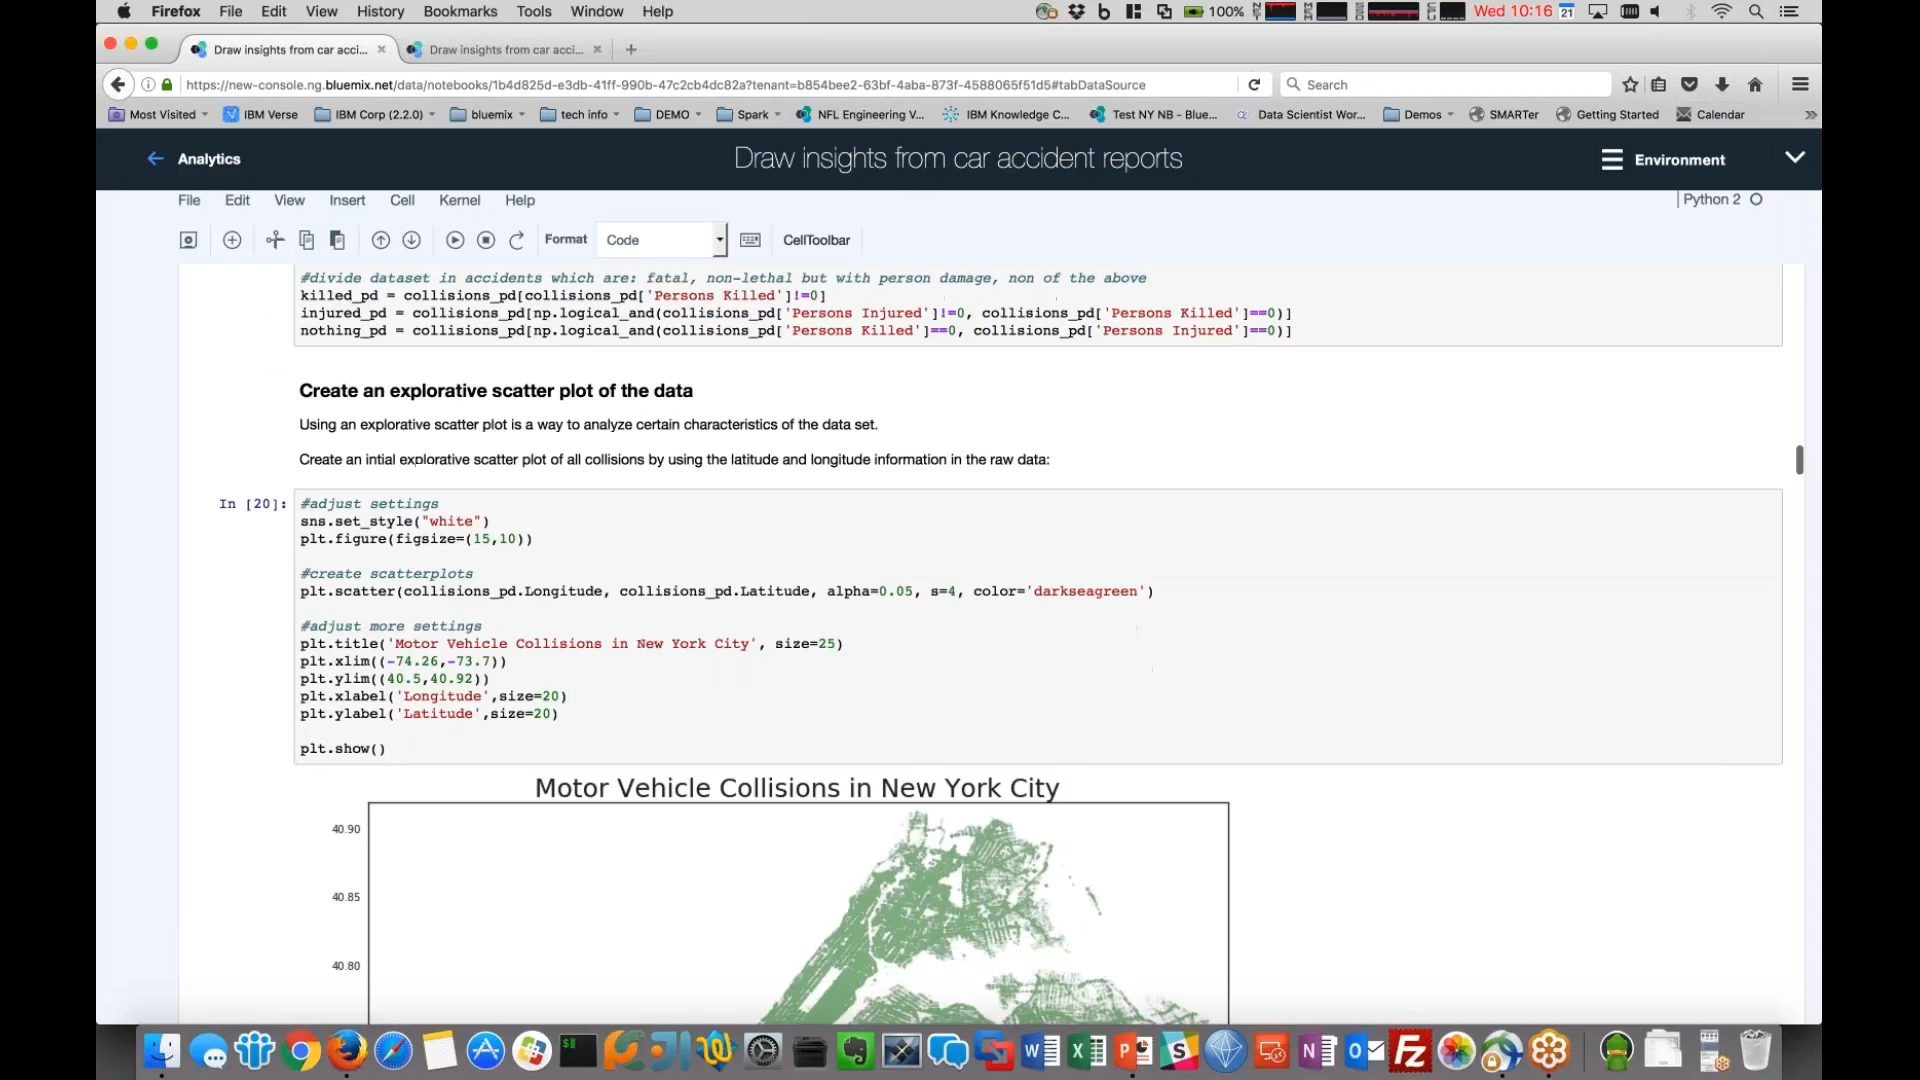 Firefox File Edit View History Bookmarks Tools Window Help 100% Wed 10:16 21
Draw insights from car acci... Draw insights from car acci...
https://new-console.ng.bluemix.net/data/notebooks/1b4d825d-e3db-41ff-990b-47c2cb4dc82a?tenant=b854bee2-63bf-4aba-873f-4588065f51d5#tabDataSource Search
Most Visited IBM Verse IBM Corp (2.2.0) bluemix tech info DEMO Spark NFL Engineering V... IBM Knowledge C... Test NY NB - Blue... Data Scientist Wor... Demos SMARTer Getting Started Calendar
Analytics Draw insights from car accident reports Environment
File Edit View Insert Cell Kernel Help Python 2
Format Code CellToolbar
#divide dataset in accidents which are: fatal, non-lethal but with person damage, non of the above
killed_pd = collisions_pd[collisions_pd['Persons Killed']!=0]
injured_pd = collisions_pd[np.logical_and(collisions_pd['Persons Injured']!=0, collisions_pd['Persons Killed']==0)]
nothing_pd = collisions_pd[np.logical_and(collisions_pd['Persons Killed']==0, collisions_pd['Persons Injured']==0)]
Create an explorative scatter plot of the data
Using an explorative scatter plot is a way to analyze certain characteristics of the data set.
Create an intial explorative scatter plot of all collisions by using the latitude and longitude information in the raw data:
In [20]: #adjust settings
sns.set_style("white")
plt.figure(figsize=(15,10))
#create scatterplots
plt.scatter(collisions_pd.Longitude, collisions_pd.Latitude, alpha=0.05, s=4, color='darkseagreen')
#adjust more settings
plt.title('Motor Vehicle Collisions in New York City', size=25)
plt.xlim((-74.26,-73.7))
plt.ylim((40.5,40.92))
plt.xlabel('Longitude',size=20)
plt.ylabel('Latitude',size=20)
plt.show()
Motor Vehicle Collisions in New York City
40.90
40.85
40.80